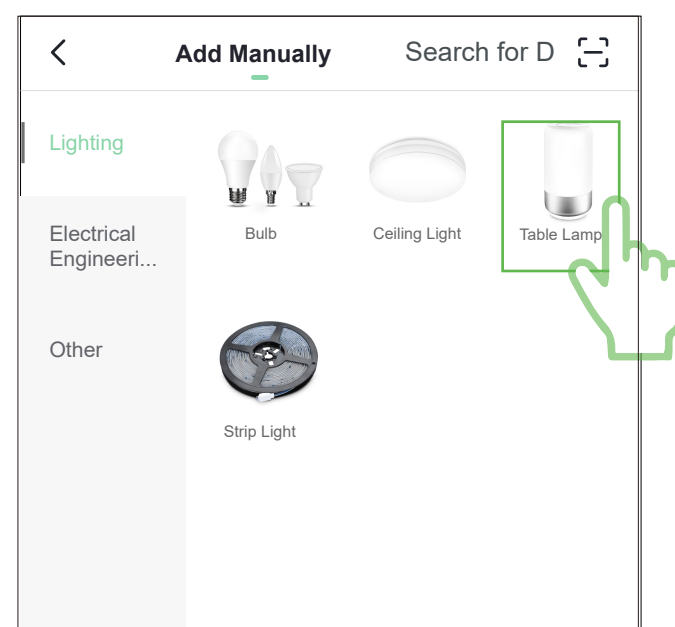 Add Manually
Search for D
Lighting
Bulb
Ceiling Light
Table Lamp
Electrical
Engineeri...
Other
Strip Light